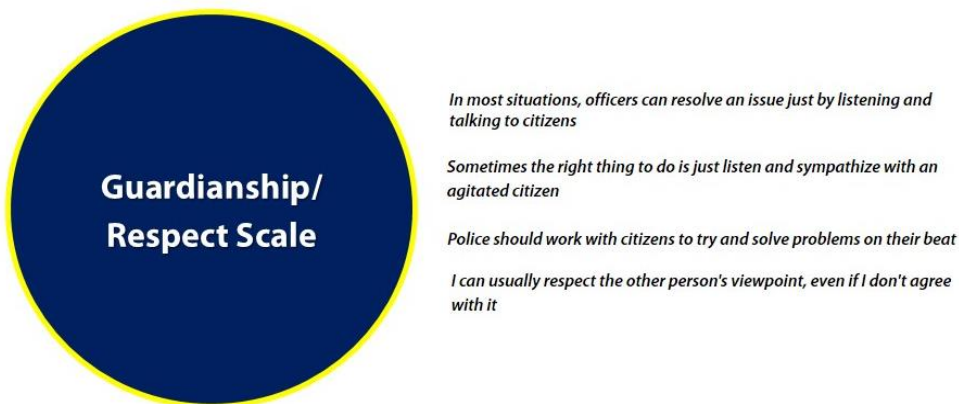 Guardianship/
Respect Scale
In most situations, officers can resolve an issue just by listening and
talking to citizens
Sometimes the right thing to do is just listen and sympathize with an
agitated citizen
Police should work with citizens to try and solve problems on their beat
I can usually respect the other person's viewpoint, even if I don't agree
with it